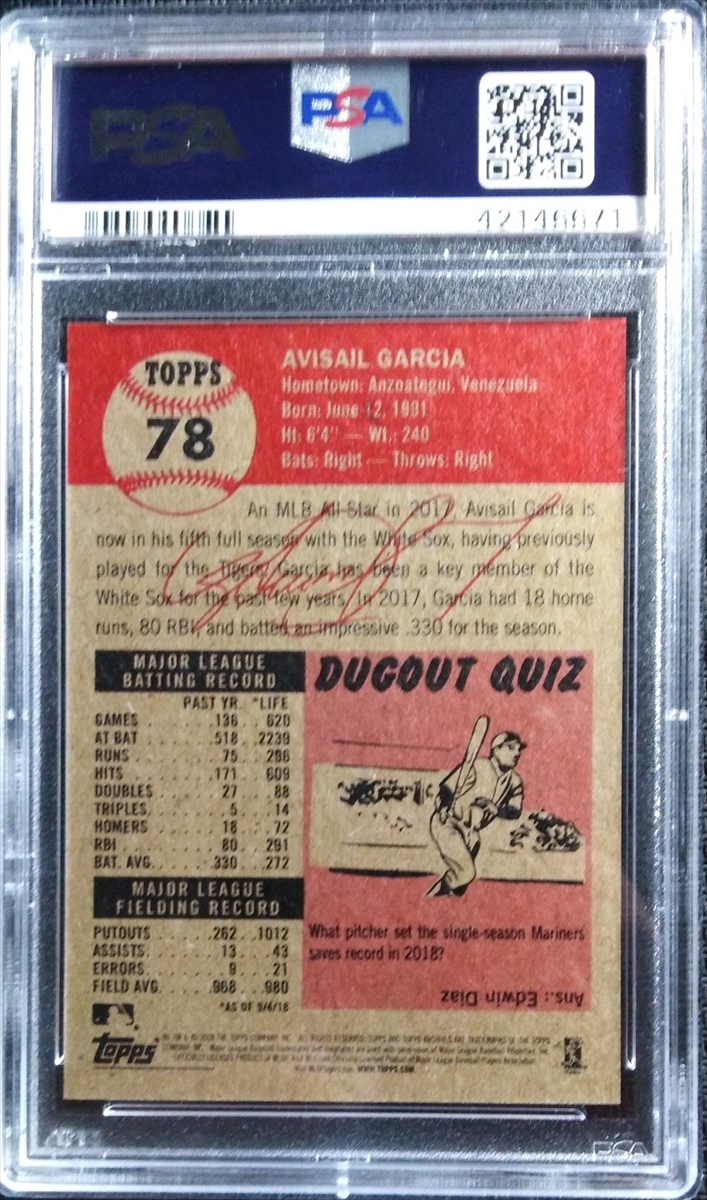 PSA
PSA
42146671
TOPPS
78
AVISAIL GARCIA
Hometown: Anzoategui, Venezuela
Born: June 12, 1991
Ht: 6'4" — Wt.: 240
Bats: Right — Throws: Right
An MLB All-Star in 2017, Avisail Garcia is
now in his fifth full season with the White Sox, having previously
played for the Tigers. Garcia has been a key member of the
White Sox for the past few years. In 2017, Garcia had 18 home
runs, 80 RBI, and batted an impressive .330 for the season.
MAJOR LEAGUE
BATTING RECORD
PAST YR. *LIFE
GAMES . . . . . .136 . .620
AT BAT . . . . . .518 . .2239
RUNS . . . . . . 75 . . .286
HITS . . . . . .171 . . .609
DOUBLES . . . . 27 . . .88
TRIPLES. . . . . .5 . . .14
HOMERS . . . . 18 . . .72
RBI . . . . . . . 80. . .291
BAT. AVG. . . . .330 . .272
MAJOR LEAGUE
FIELDING RECORD
PUTOUTS . . . . .262 . .1012
ASSISTS. . . . . .13 . . .43
ERRORS . . . . . .9 . . .21
FIELD AVG. . . . .968 . .980
*AS OF 9/4/18
DUGOUT QUIZ
What pitcher set the single-season Mariners
saves record in 2018?
Ans.: Edwin Diaz
Topps
WWW.TOPPS.COM
PSA